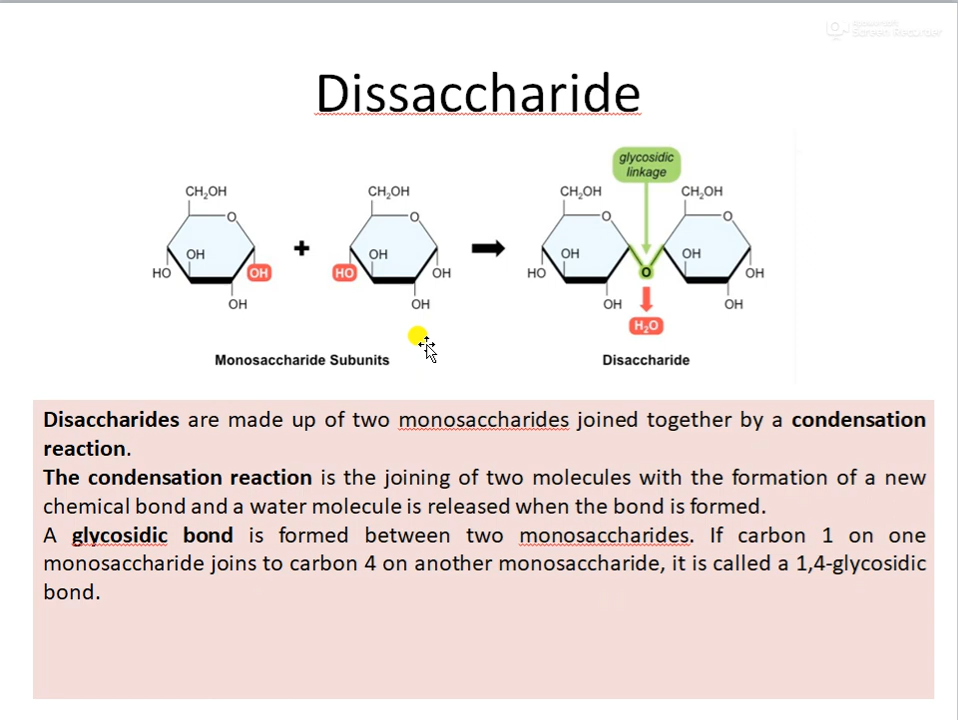 Screen Recorder
Dissaccharide
glycosidic
linkage
CH₂OH
CH₂OH
CH₂OH
CH₂OH
O
O
O
O
OH
OH
OH
OH
HO
OH
HO
OH
HO
O
OH
OH
OH
OH
OH
H₂O
Monosaccharide Subunits
Disaccharide
Disaccharides are made up of two monosaccharides joined together by a condensation
reaction.
The condensation reaction is the joining of two molecules with the formation of a new
chemical bond and a water molecule is released when the bond is formed.
A glycosidic bond is formed between two monosaccharides. If carbon 1 on one
monosaccharide joins to carbon 4 on another monosaccharide, it is called a 1,4-glycosidic
bond.